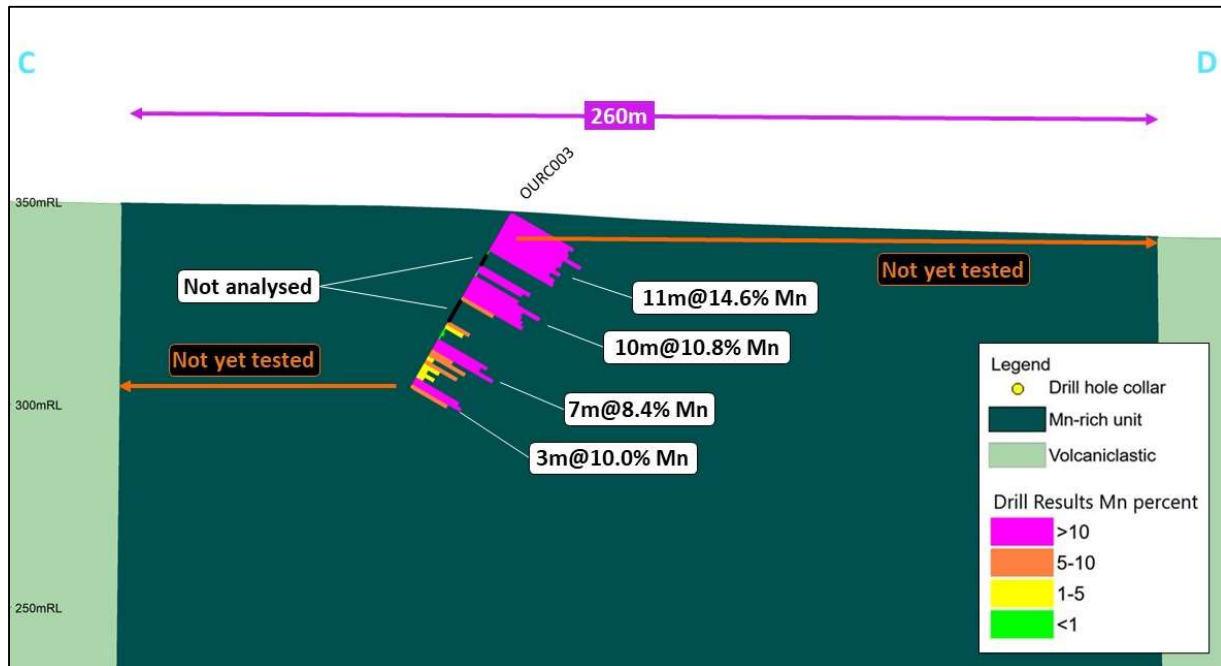 C
D
260m
OURC003
350mRL
Not yet tested
Not analysed
11m@14.6% Mn
10m@10.8% Mn
Not yet tested
300mRL
7m@8.4% Mn
3m@10.0% Mn
250mRL
Legend
Drill hole collar
Mn-rich unit
Volcaniclastic
Drill Results Mn percent
>10
5-10
1-5
<1